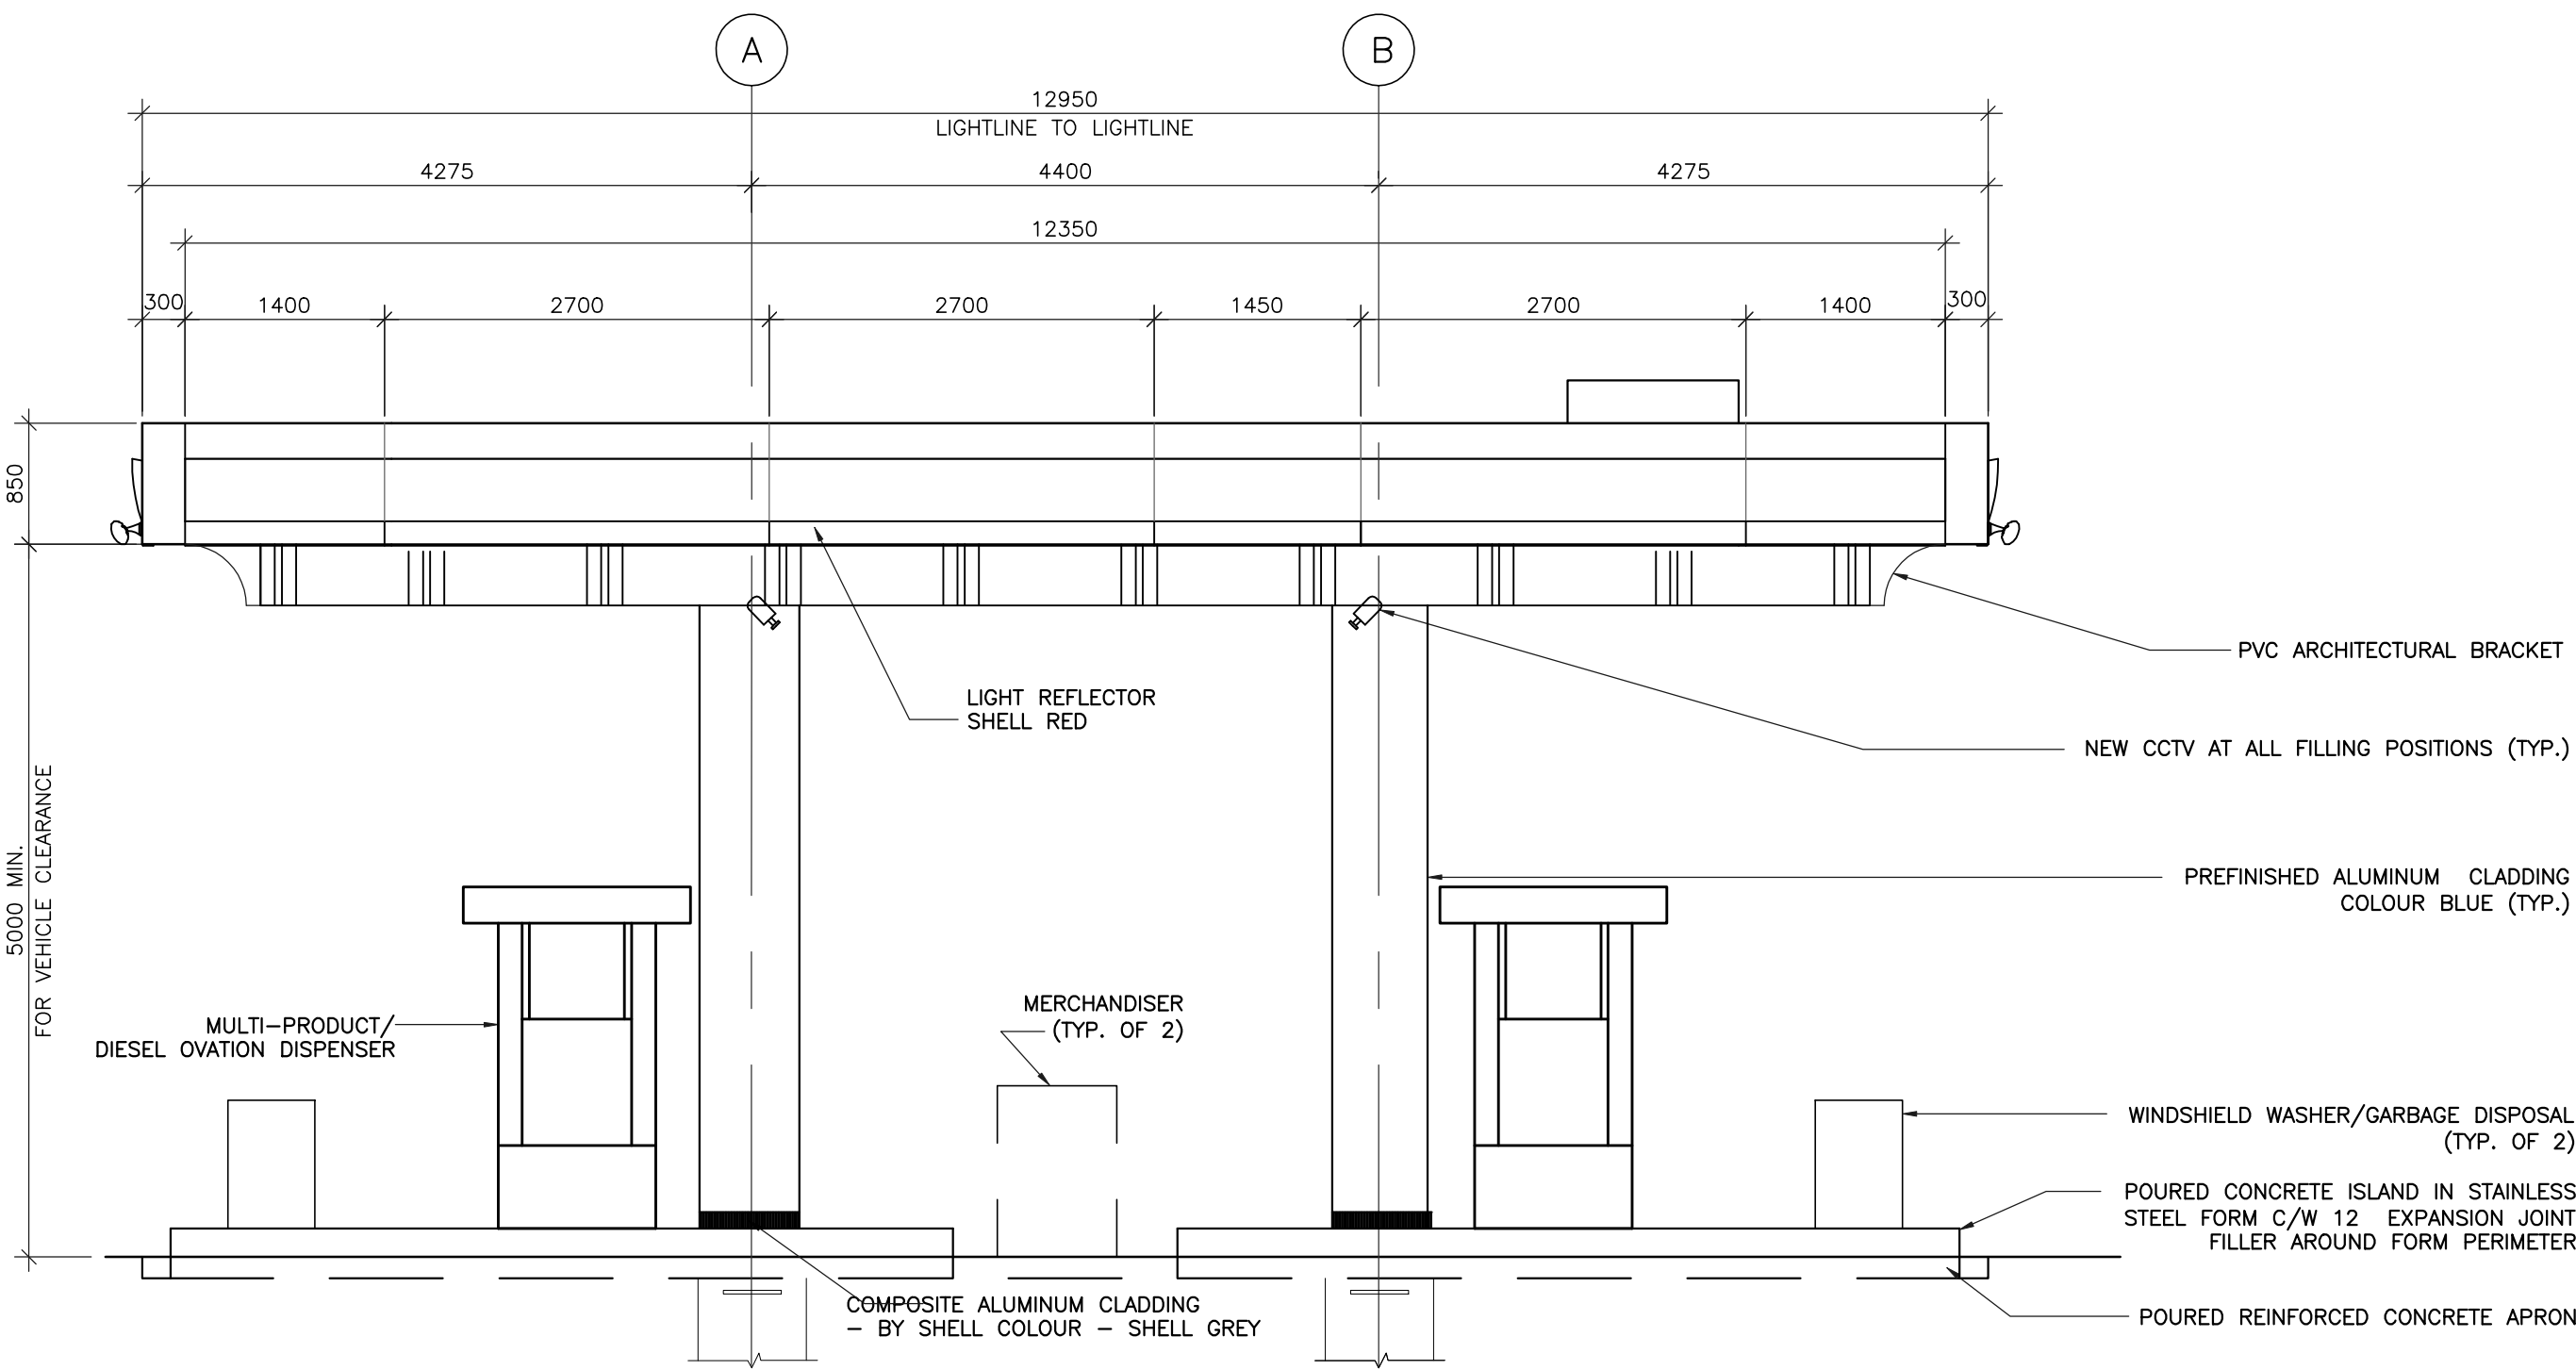 A
B
12950
LIGHTLINE TO LIGHTLINE
4275
4400
4275
12350
300
1400
2700
2700
1450
2700
1400
300
850
5000 MIN.
FOR VEHICLE CLEARANCE
PVC ARCHITECTURAL BRACKET
LIGHT REFLECTOR
SHELL RED
NEW CCTV AT ALL FILLING POSITIONS (TYP.)
PREFINISHED ALUMINUM CLADDING
COLOUR BLUE (TYP.)
MULTI-PRODUCT/
DIESEL OVATION DISPENSER
MERCHANDISER
(TYP. OF 2)
WINDSHIELD WASHER/GARBAGE DISPOSAL
(TYP. OF 2)
POURED CONCRETE ISLAND IN STAINLESS
STEEL FORM C/W 12 EXPANSION JOINT
FILLER AROUND FORM PERIMETER
COMPOSITE ALUMINUM CLADDING
- BY SHELL COLOUR - SHELL GREY
POURED REINFORCED CONCRETE APRON